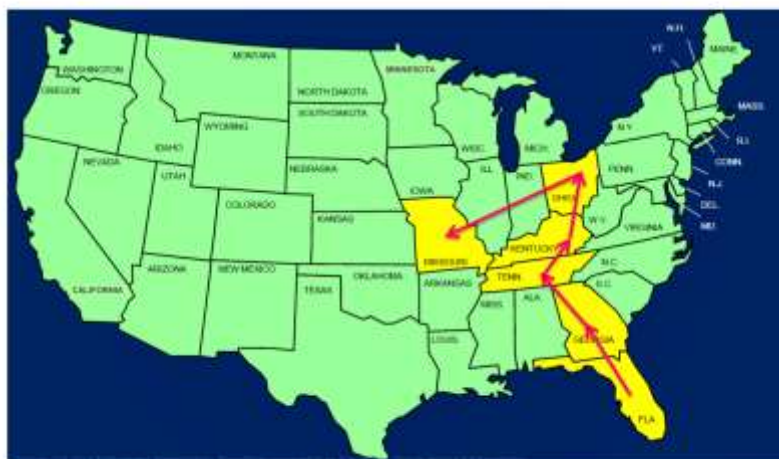 N.H.
VT.
MAINE
WASHINGTON
MONTANA
MINNESOTA
OREGON
NORTH DAKOTA
MASS.
SOUTH DAKOTA
WYOMING
N.Y.
IDAHO
WISC.
MICH.
R.I.
CONN.
NEVADA
UTAH
NEBRASKA
ILL
IND.
PENN
N.J.
IOWA
OHIO
DEL.
COLORADO
KANSAS
W.V.
MD.
VIRGINIA
KENTUCKY
MISSOURI
N.C.
CALIFORNIA
ARIZONA
NEW MEXICO
OKLAHOMA
TENN.
TEXAS
ARKANSAS
S.C.
MISS.
ALA.
GEORGIA
LOUIS.
FLA